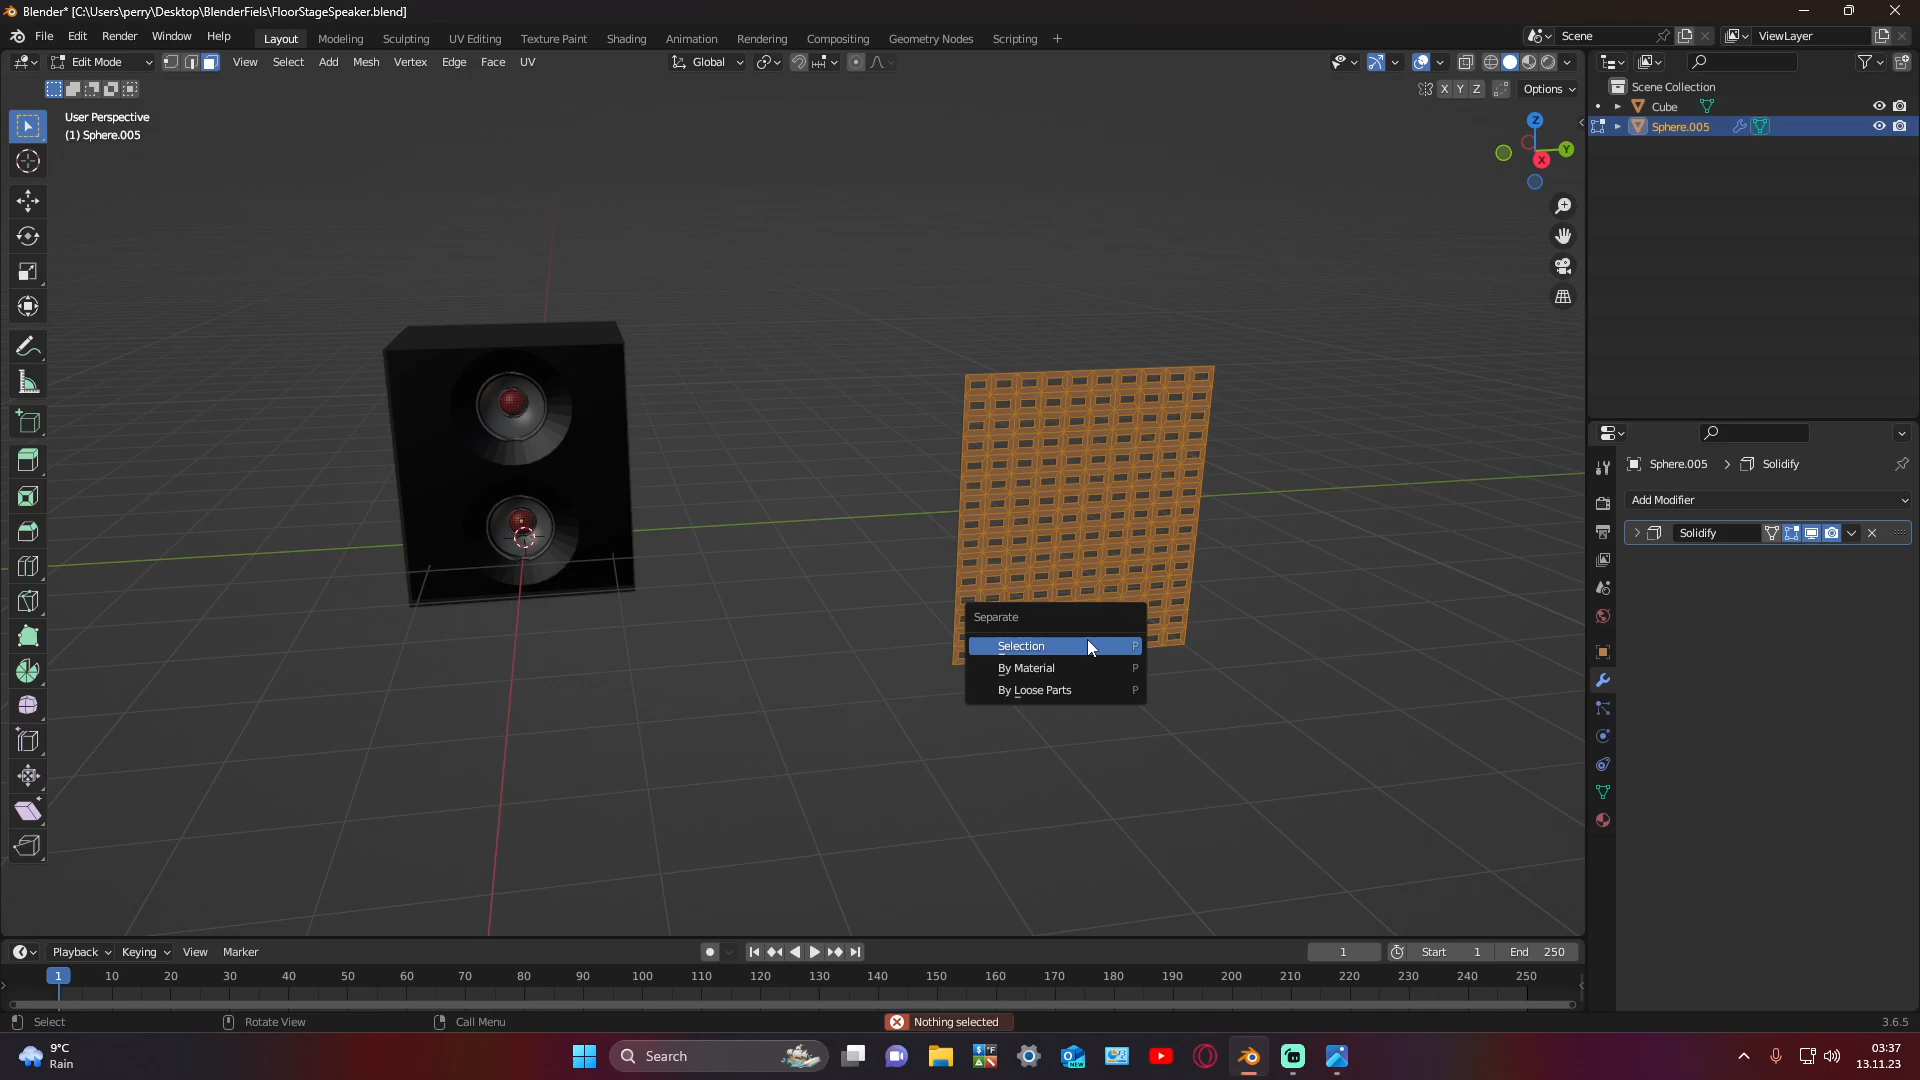 Blender* [C:\Users\perry\Desktop\BlenderFiels\FloorStageSpeaker.blend]
File Edit Render Window Help Layout Modeling Sculpting UV Editing Texture Paint Shading Animation Rendering Compositing Geometry Nodes Scripting + Scene ViewLayer
Edit Mode View Select Add Mesh Vertex Edge Face UV Global
X Y Z Options
User Perspective
(1) Sphere.005
Z
Y
X
Scene Collection
Cube
Sphere.005
Sphere.005 > Solidify
Add Modifier
Solidify
Separate
Selection P
By Material P
By Loose Parts P
Playback Keying View Marker 1 Start 1 End 250
1 10 20 30 40 50 60 70 80 90 100 110 120 130 140 150 160 170 180 190 200 210 220 230 240 250
Select Rotate View Call Menu Nothing selected 3.6.5
9°C
Rain
Search
NEW
03:37
13.11.23